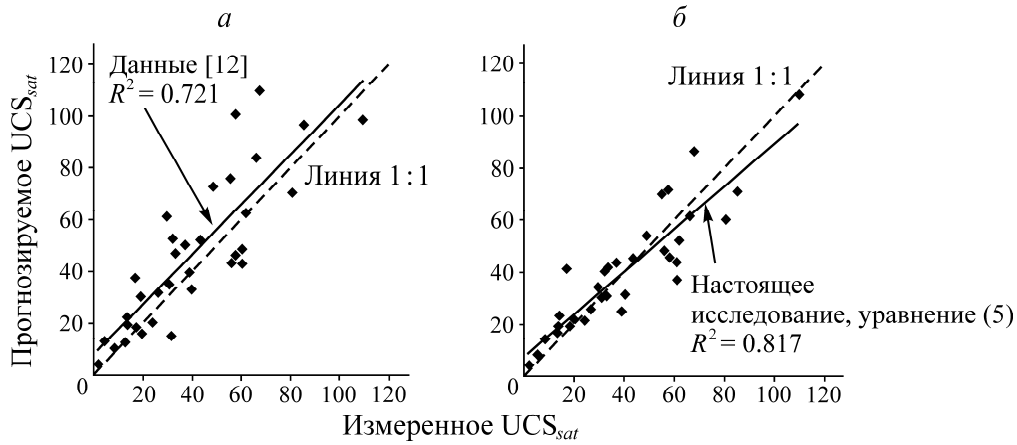 а
б
Прогнозируемое UCSsat
120
100
80
60
40
20
0
20
40
60
80
100
120
Данные [12]
R² = 0.721
Линия 1 : 1
120
100
80
60
40
20
0
20
40
60
80
100
120
Линия 1 : 1
Настоящее
исследование, уравнение (5)
R² = 0.817
Измеренное UCSsat